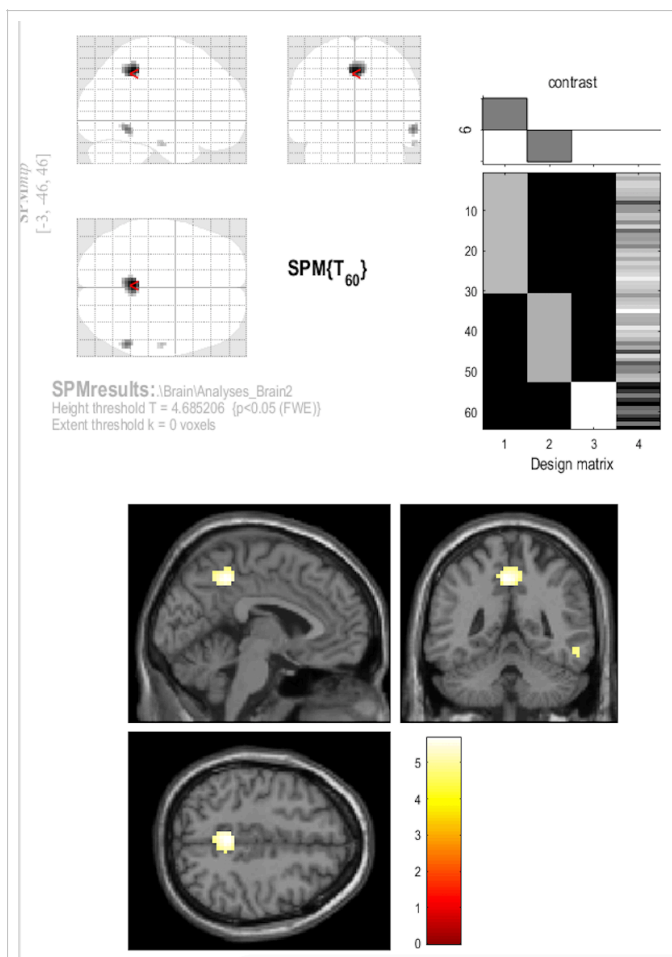 SPMmip
[-3, -46, 46]
<
<
<
SPM{T60}
contrast
6
10
20
30
40
50
60
1 2 3 4
Design matrix
SPMresults:.\Brain\Analyses_Brain2
Height threshold T = 4.685206 {p<0.05 (FWE)}
Extent threshold k = 0 voxels
5
4
3
2
1
0